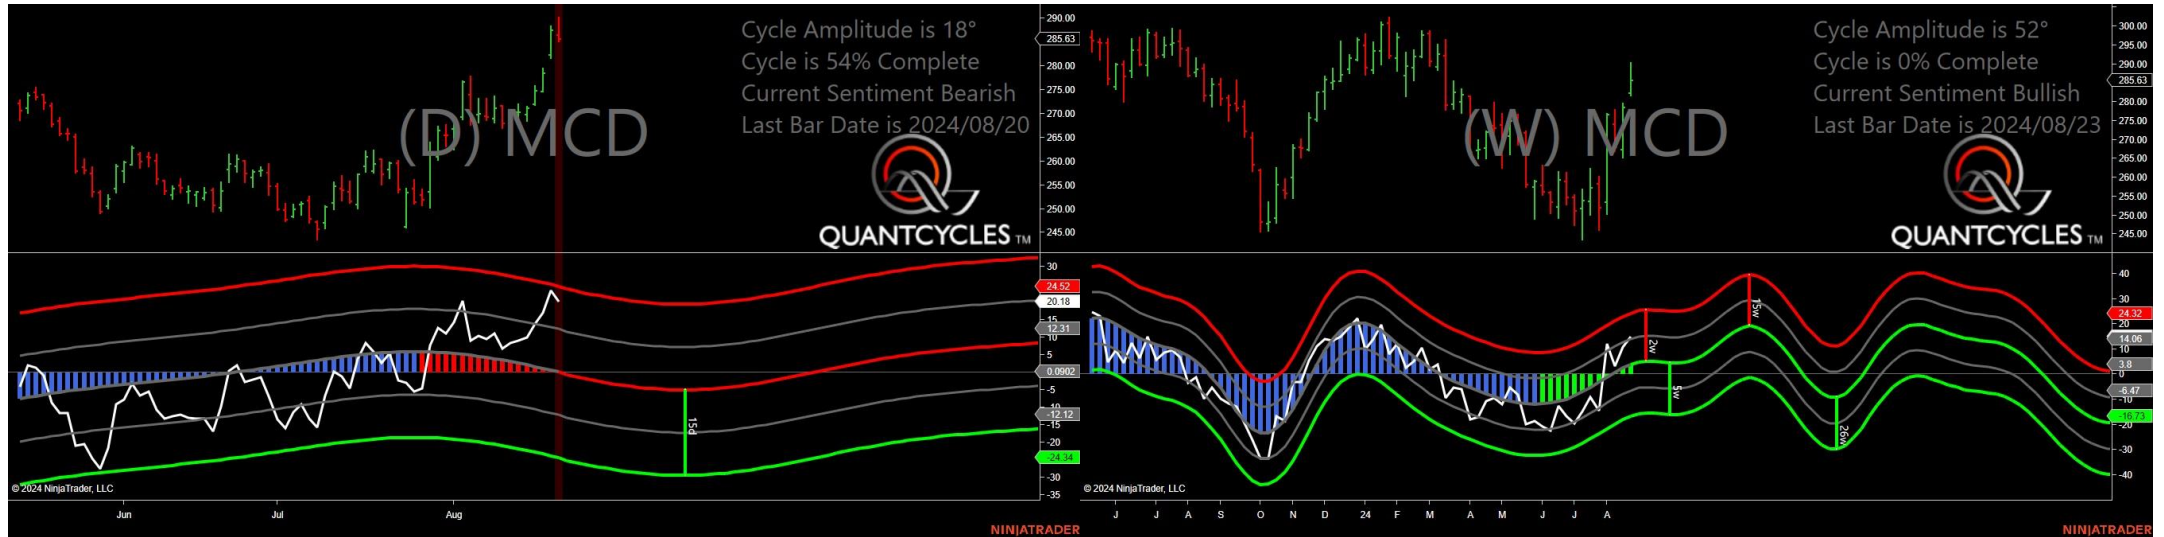 Cycle Amplitude is 18°
Cycle is 54% Complete
Current Sentiment Bearish
Last Bar Date is 2024/08/20
(D) MCD
QUANTCYCLES TM
290.00
285.63
280.00
275.00
270.00
265.00
260.00
255.00
250.00
245.00
30
24.52
20.18
15
12.31
5
0.0902
-5
-10
-12.12
-15
-20
-24.34
-30
-35
15d
© 2024 NinjaTrader, LLC
Jun Jul Aug
NINJATRADER
Cycle Amplitude is 52°
Cycle is 0% Complete
Current Sentiment Bullish
Last Bar Date is 2024/08/23
(W) MCD
QUANTCYCLES TM
300.00
295.00
290.00
285.63
280.00
275.00
270.00
265.00
260.00
255.00
250.00
245.00
40
30
24.32
20
14.06
10
3.8
0
-6.47
-10
-16.73
-20
-30
-40
2w
5w
15w
26w
© 2024 NinjaTrader, LLC
J J A S O N D 24 F M A M J J A
NINJATRADER